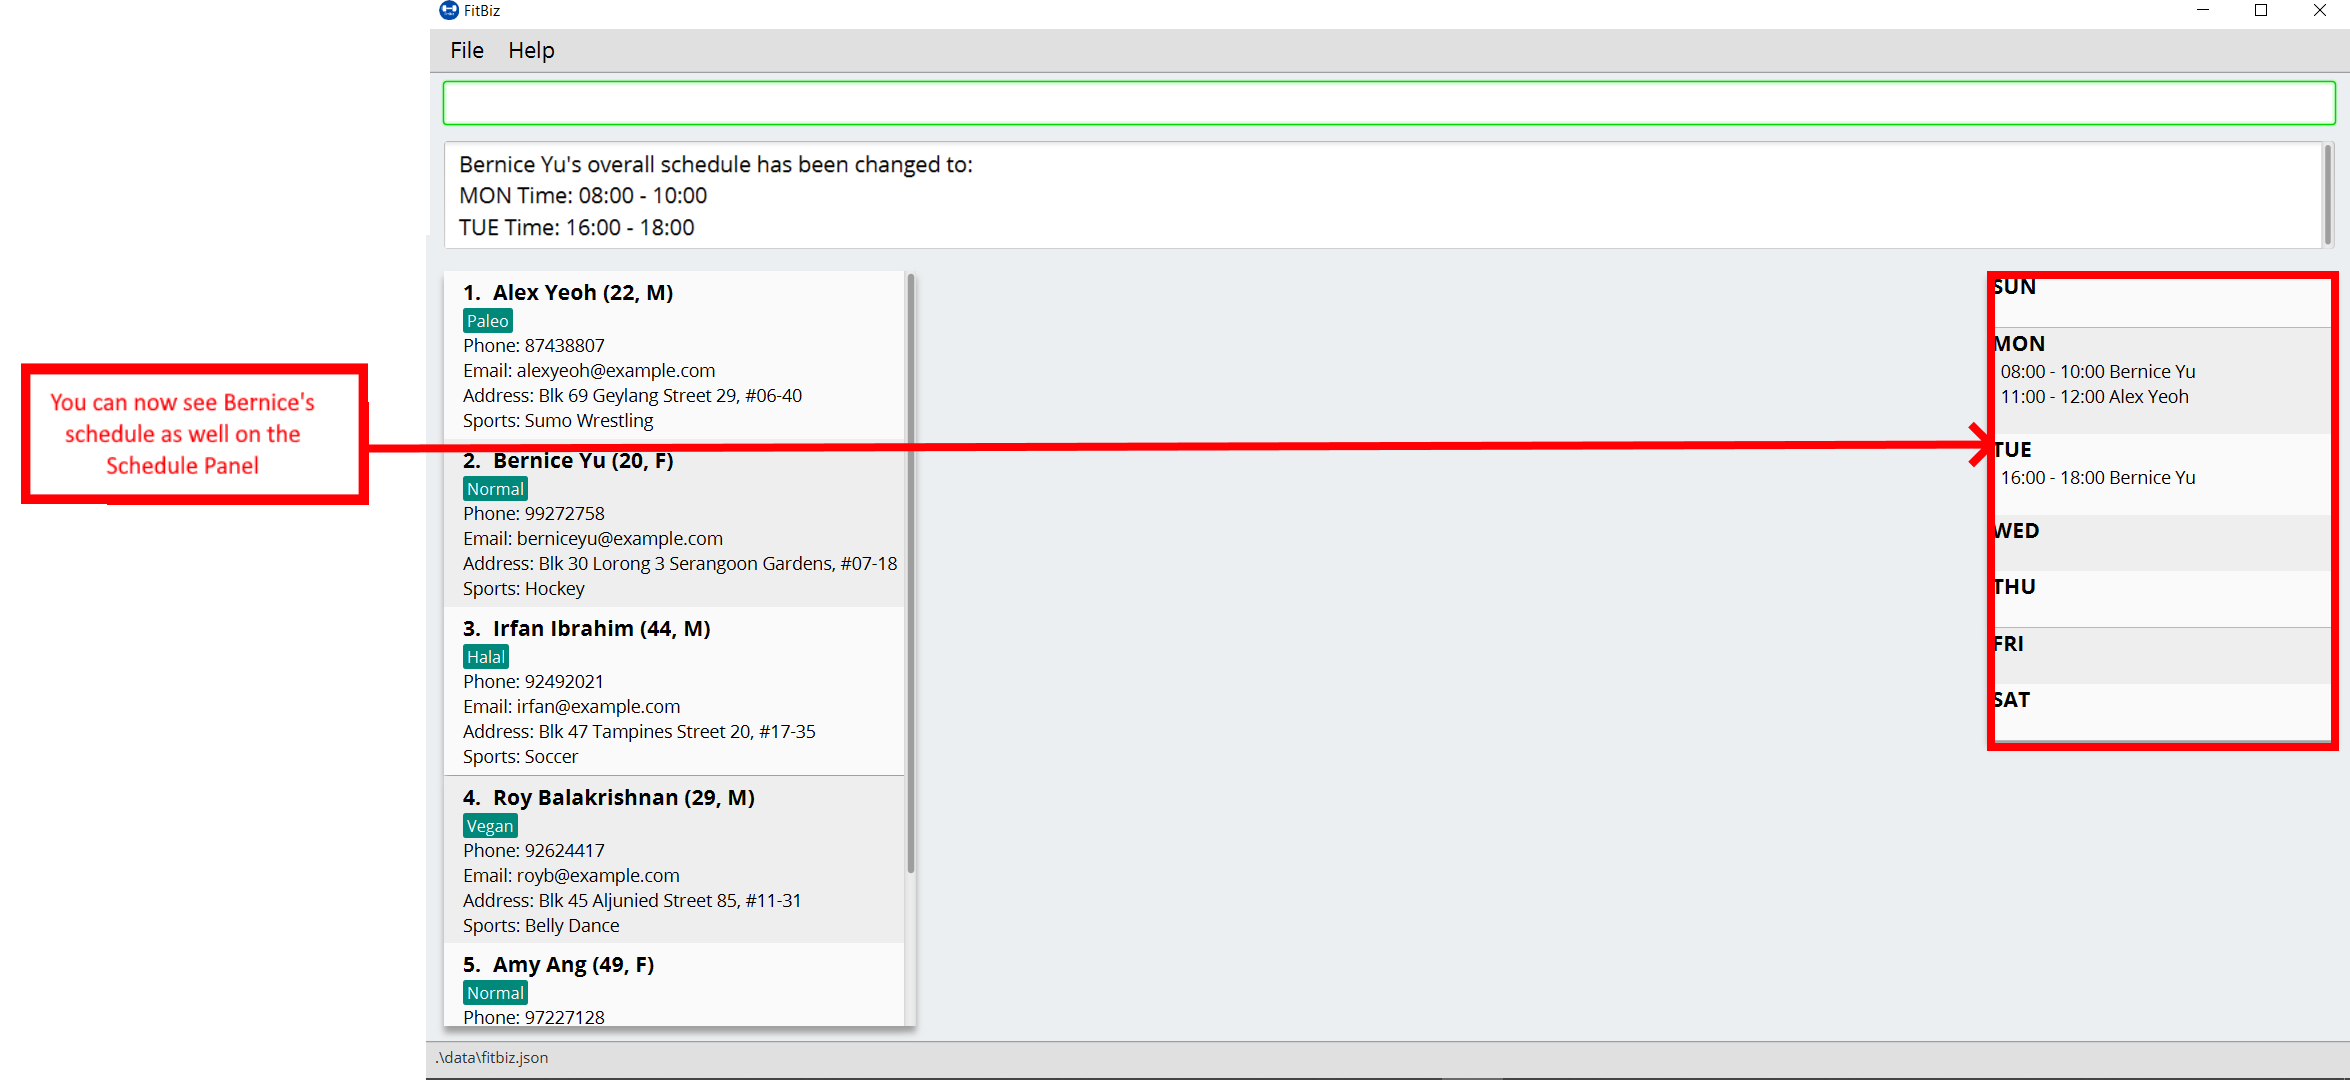 FitBiz
File Help
Bernice Yu's overall schedule has been changed to:
MON Time: 08:00 - 10:00
TUE Time: 16:00 - 18:00
You can now see Bernice's
schedule as well on the
Schedule Panel
1. Alex Yeoh (22, M)
Paleo
Phone: 87438807
Email: alexyeoh@example.com
Address: Blk 69 Geylang Street 29, #06-40
Sports: Sumo Wrestling
2. Bernice Yu (20, F)
Normal
Phone: 99272758
Email: berniceyu@example.com
Address: Blk 30 Lorong 3 Serangoon Gardens, #07-18
Sports: Hockey
3. Irfan Ibrahim (44, M)
Halal
Phone: 92492021
Email: irfan@example.com
Address: Blk 47 Tampines Street 20, #17-35
Sports: Soccer
4. Roy Balakrishnan (29, M)
Vegan
Phone: 92624417
Email: royb@example.com
Address: Blk 45 Aljunied Street 85, #11-31
Sports: Belly Dance
5. Amy Ang (49, F)
Normal
Phone: 97227128
SUN
MON
08:00 - 10:00 Bernice Yu
11:00 - 12:00 Alex Yeoh
TUE
16:00 - 18:00 Bernice Yu
WED
THU
FRI
SAT
.\data\fitbiz.json